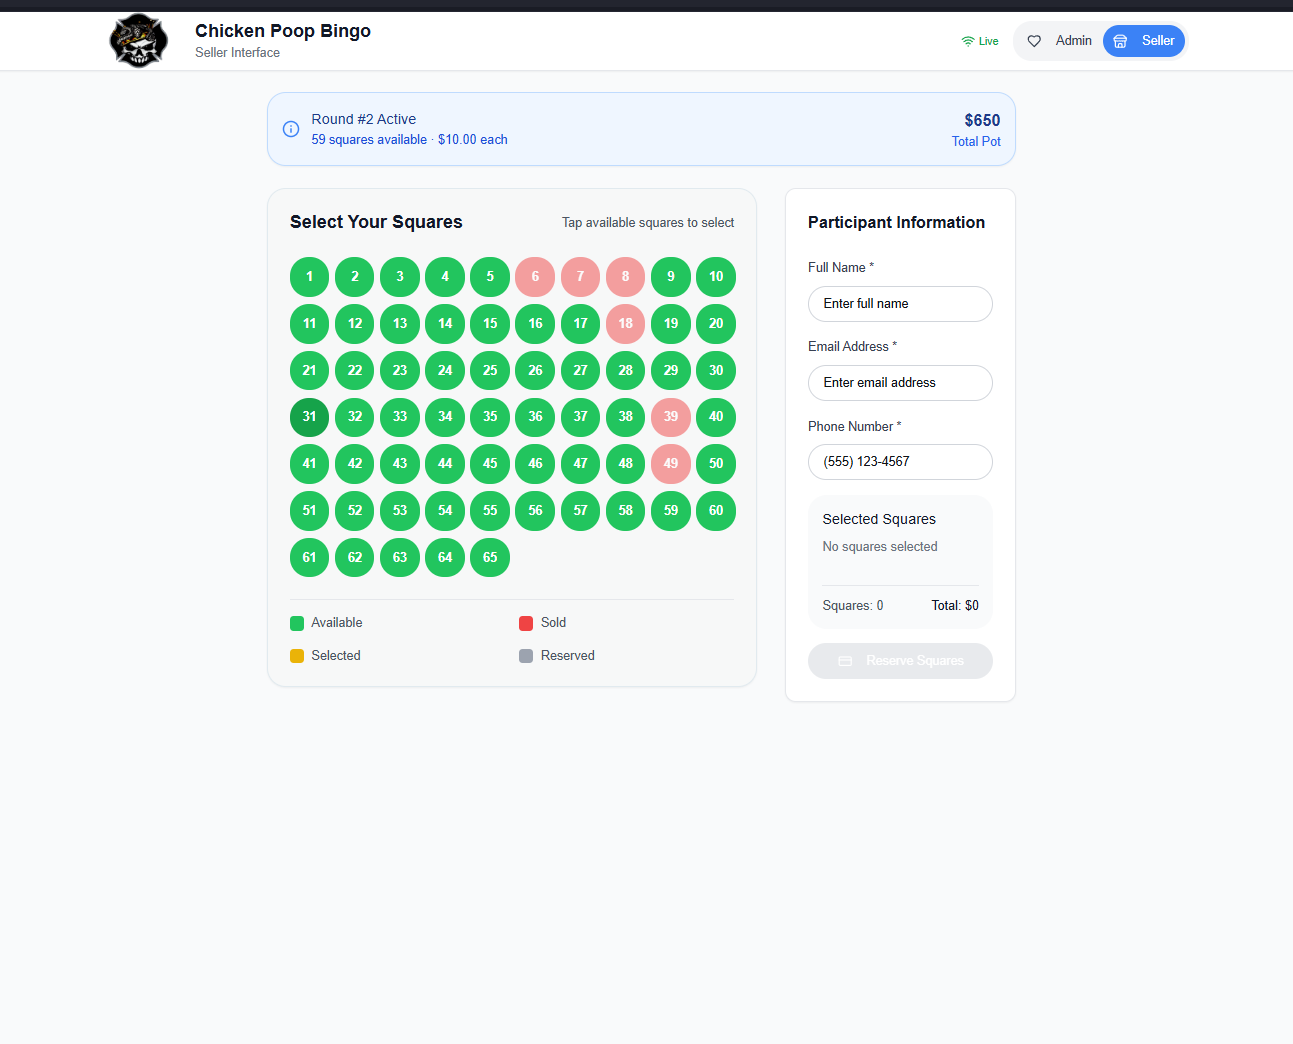 Chicken Poop Bingo
Seller Interface
Live
Admin
Seller
Round #2 Active
59 squares available · $10.00 each
$650
Total Pot
Select Your Squares
Tap available squares to select
1 2 3 4 5 6 7 8 9 10
11 12 13 14 15 16 17 18 19 20
21 22 23 24 25 26 27 28 29 30
31 32 33 34 35 36 37 38 39 40
41 42 43 44 45 46 47 48 49 50
51 52 53 54 55 56 57 58 59 60
61 62 63 64 65
Available
Sold
Selected
Reserved
Participant Information
Full Name *
Enter full name
Email Address *
Enter email address
Phone Number *
(555) 123-4567
Selected Squares
No squares selected
Squares: 0
Total: $0
Reserve Squares